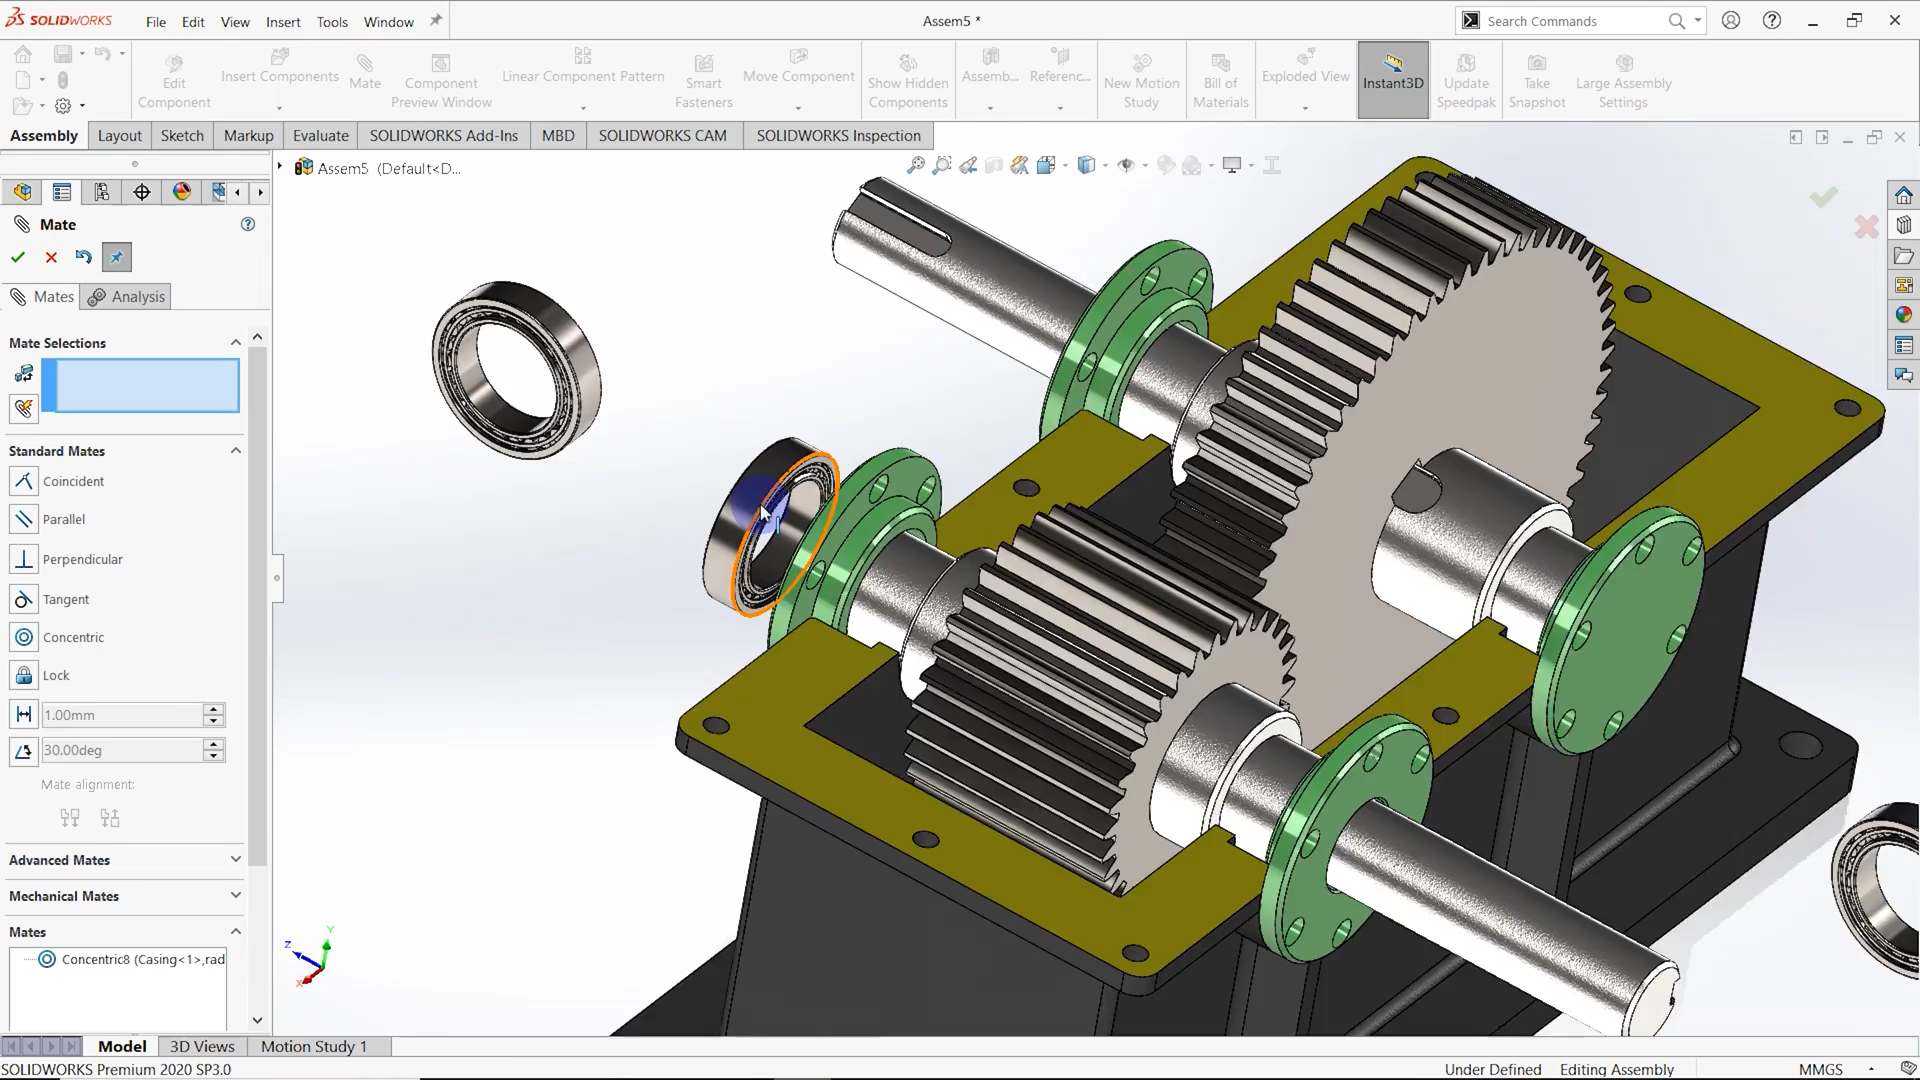 SOLIDWORKS
File Edit View Insert Tools Window
Assem5 *
Search Commands
Edit Component
Insert Components
Mate
Component Preview Window
Linear Component Pattern
Smart Fasteners
Move Component
Show Hidden Components
Assemb...
Referenc...
New Motion Study
Bill of Materials
Exploded View
Instant3D
Update Speedpak
Take Snapshot
Large Assembly Settings
Assembly Layout Sketch Markup Evaluate SOLIDWORKS Add-Ins MBD SOLIDWORKS CAM SOLIDWORKS Inspection
Assem5 (Default<D...
Mate
Mates Analysis
Mate Selections
Standard Mates
Coincident
Parallel
Perpendicular
Tangent
Concentric
Lock
1.00mm
30.00deg
Mate alignment:
Advanced Mates
Mechanical Mates
Mates
Concentric8 (Casing<1>,rad
Y
Z
X
Model 3D Views Motion Study 1
SOLIDWORKS Premium 2020 SP3.0
Under Defined Editing Assembly MMGS